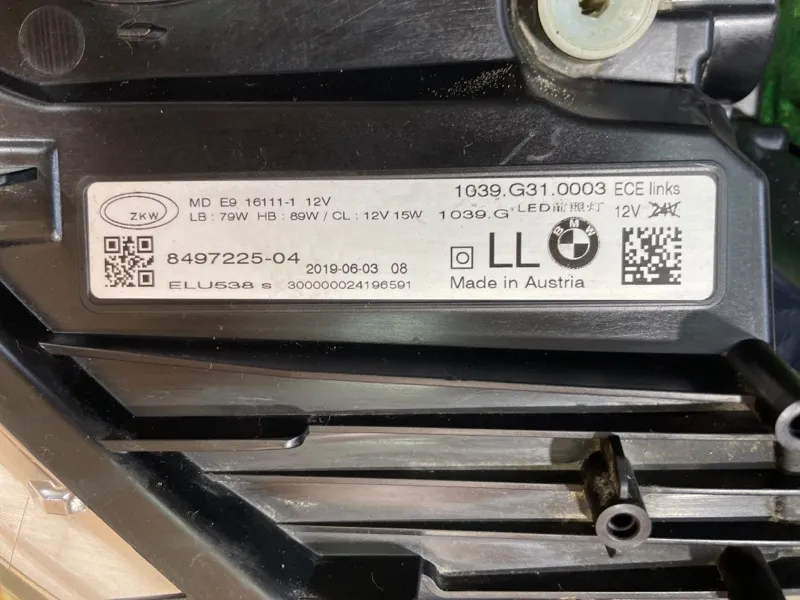 ZKW
MD E9 16111-1 12V
LB : 79W HB : 89W / CL : 12V 15W
1039.G31.0003 ECE links
1039.G LED前照灯 12V 24V
8497225-04
2019-06-03 08
ELU538 s 300000024196591
LL
BMW
Made in Austria